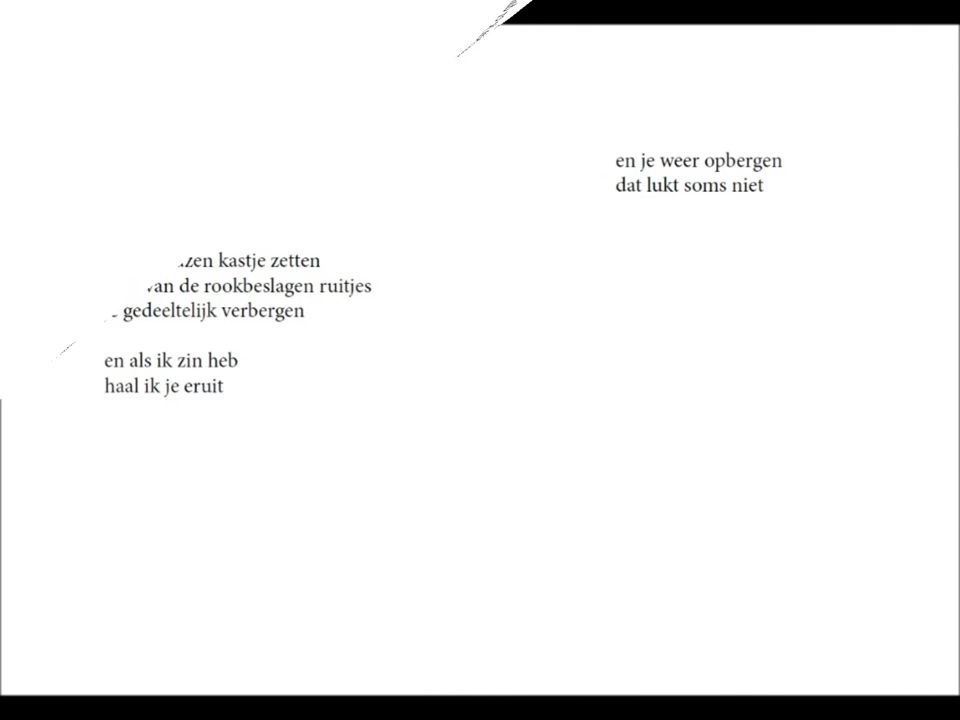 kastje zetten
de rookbeslagen ruitjes
gedeeltelijk verbergen
en als ik zin heb
haal ik je eruit
en je weer opbergen
dat lukt soms niet